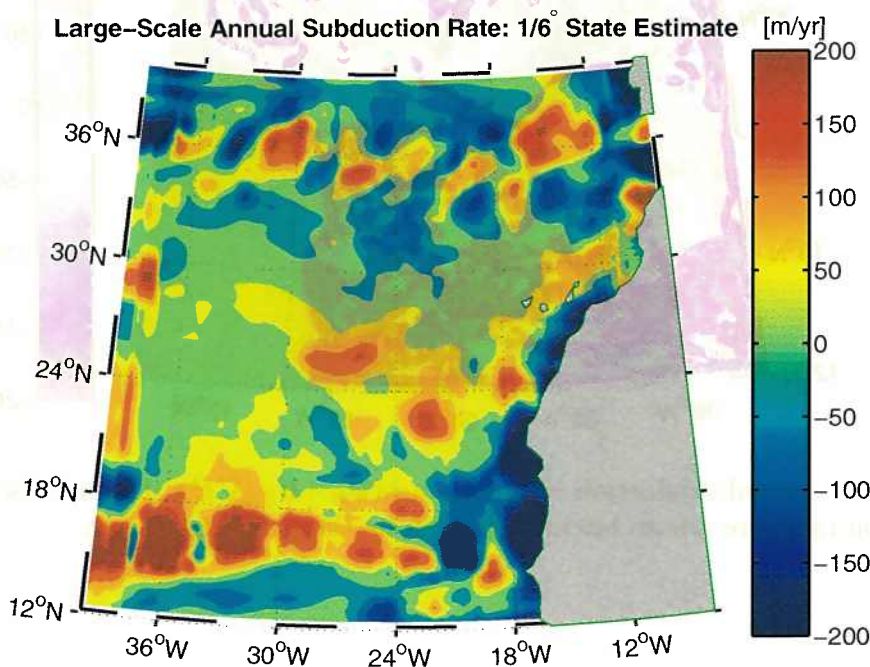 Large-Scale Annual Subduction Rate: 1/6° State Estimate [m/yr]
200
150
100
50
0
-50
-100
-150
-200
36°N
30°N
24°N
18°N
12°N
36°W 30°W 24°W 18°W 12°W